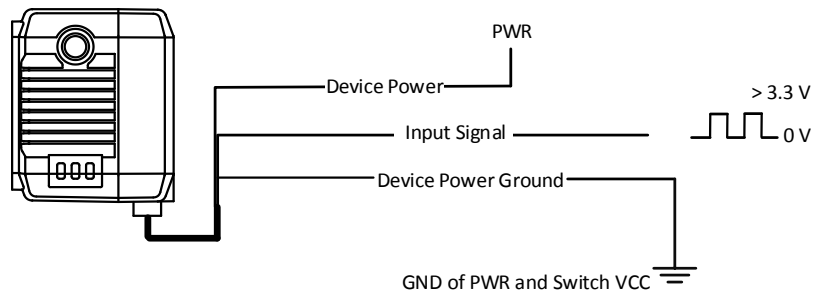 PWR
Device Power
> 3.3 V
Input Signal
0 V
Device Power Ground
GND of PWR and Switch VCC